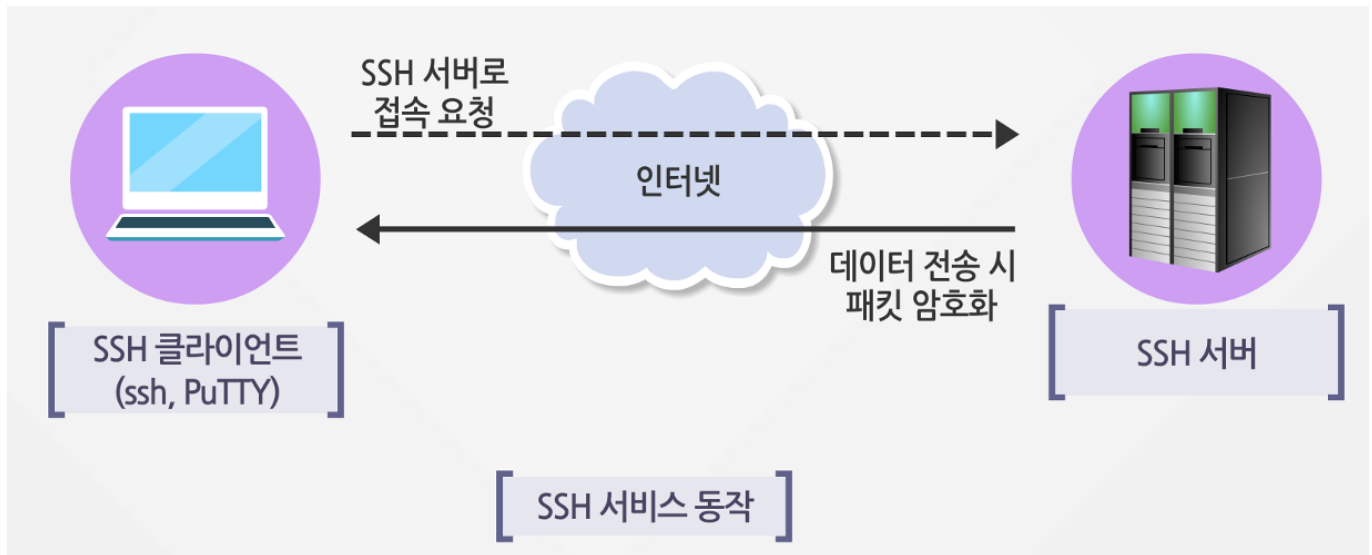 SSH 서버로
접속 요청
인터넷
데이터 전송 시
패킷 암호화
SSH 클라이언트
(ssh, PuTTY)
SSH 서버
SSH 서비스 동작